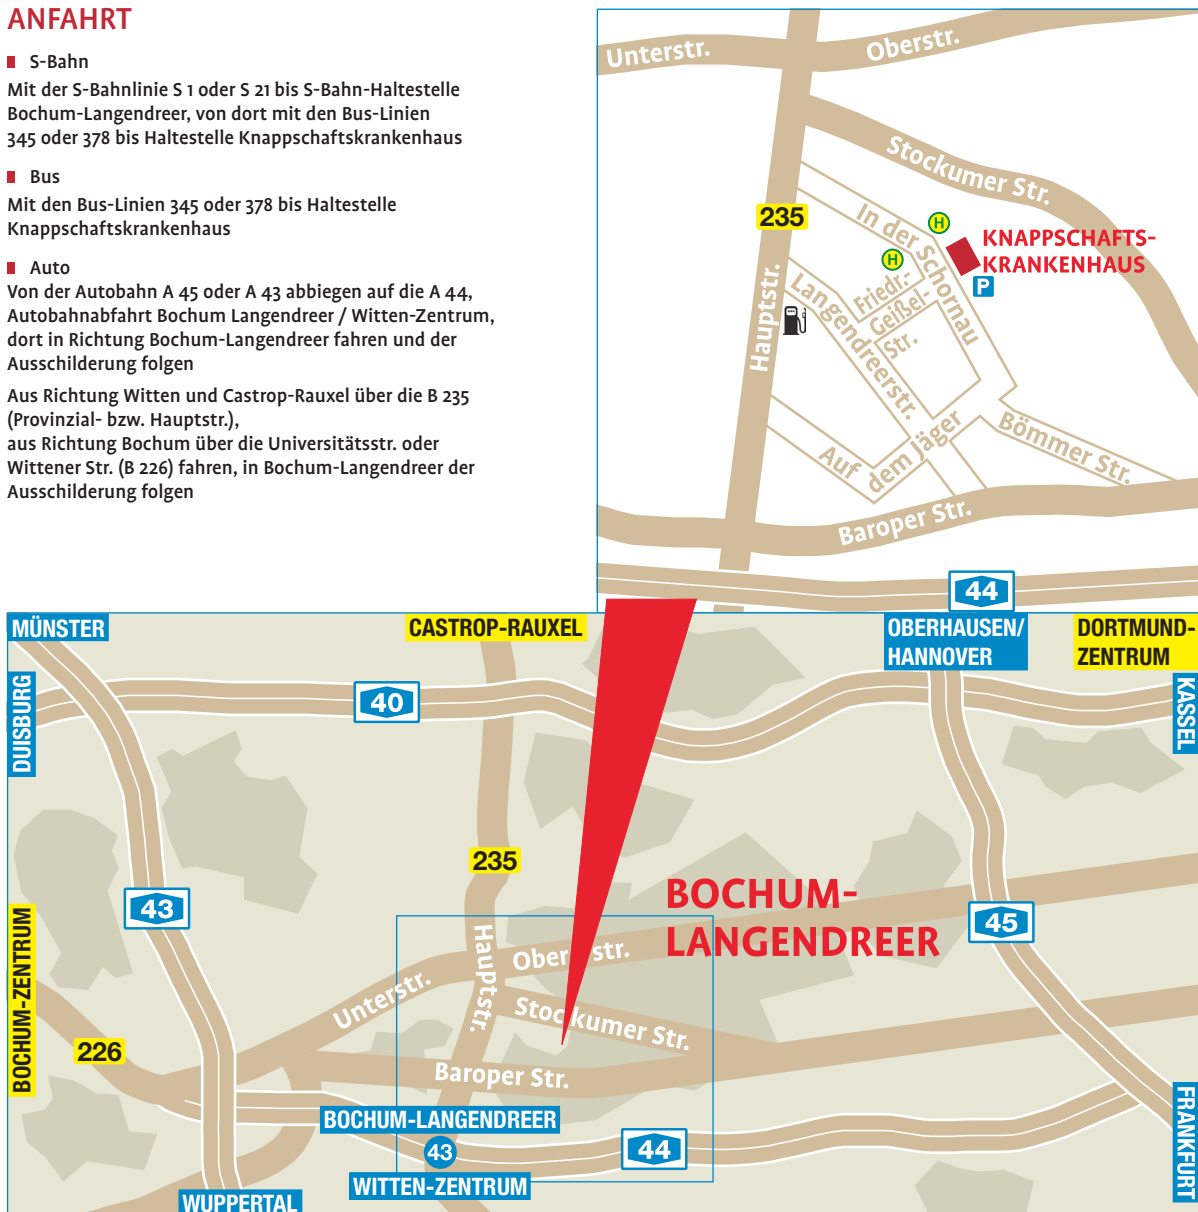 ANFAHRT
S-Bahn
Mit der S-Bahnlinie S 1 oder S 21 bis S-Bahn-Haltestelle
Bochum-Langendreer, von dort mit den Bus-Linien
345 oder 378 bis Haltestelle Knappschaftskrankenhaus
Bus
Mit den Bus-Linien 345 oder 378 bis Haltestelle
Knappschaftskrankenhaus
Auto
Von der Autobahn A 45 oder A 43 abbiegen auf die A 44,
Autobahnabfahrt Bochum Langendreer / Witten-Zentrum,
dort in Richtung Bochum-Langendreer fahren und der
Ausschilderung folgen
Aus Richtung Witten und Castrop-Rauxel über die B 235
(Provinzial- bzw. Hauptstr.),
aus Richtung Bochum über die Universitätsstr. oder
Wittener Str. (B 226) fahren, in Bochum-Langendreer der
Ausschilderung folgen
Unterstr.
Oberstr.
Stockumer Str.
235
In der Schornau
H
H
KNAPPSCHAFTS-
KRANKENHAUS
P
Hauptstr.
Langendreerstr.
Friedr.-
Geißel-
Str.
Auf dem Jäger
Bömmer Str.
Baroper Str.
44
MÜNSTER
CASTROP-RAUXEL
OBERHAUSEN/
HANNOVER
DORTMUND-
ZENTRUM
DUISBURG
40
KASSEL
235
43
BOCHUM-
LANGENDREER
45
BOCHUM-ZENTRUM
Hauptstr.
Oberstr.
Unterstr.
Stockumer Str.
226
Baroper Str.
BOCHUM-LANGENDREER
43
44
WITTEN-ZENTRUM
FRANKFURT
WUPPERTAL